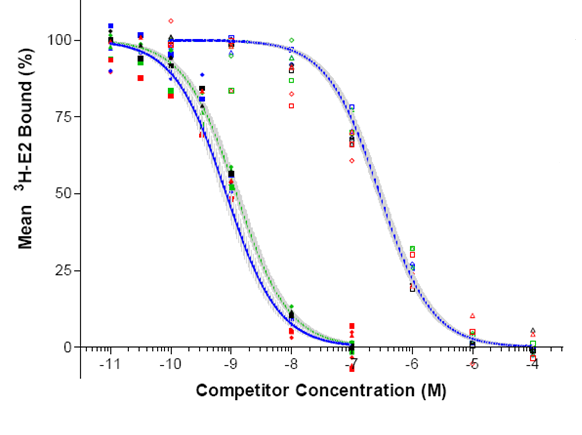 Mean ³H-E2 Bound (%)
100
75
50
25
0
-11 -10 -9 -8 -7 -6 -5 -4
Competitor Concentration (M)